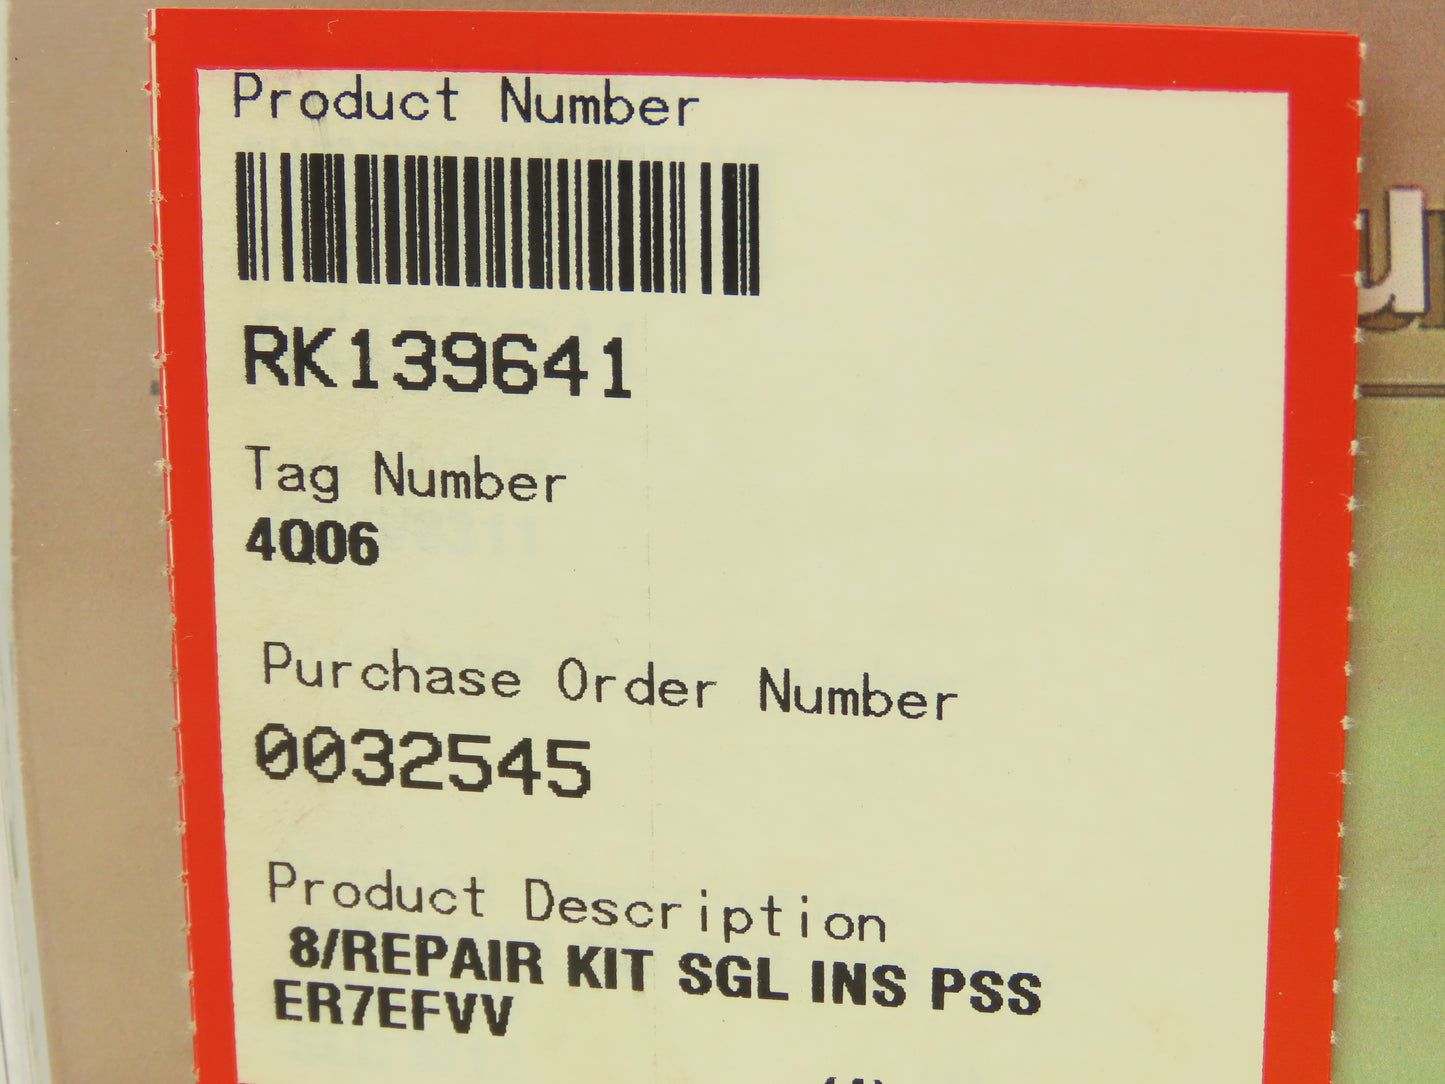 Product Number
RK139641
Tag Number
4Q06
Purchase Order Number
0032545
Product Description
8/REPAIR KIT SGL INS PSS
ER7EFVV